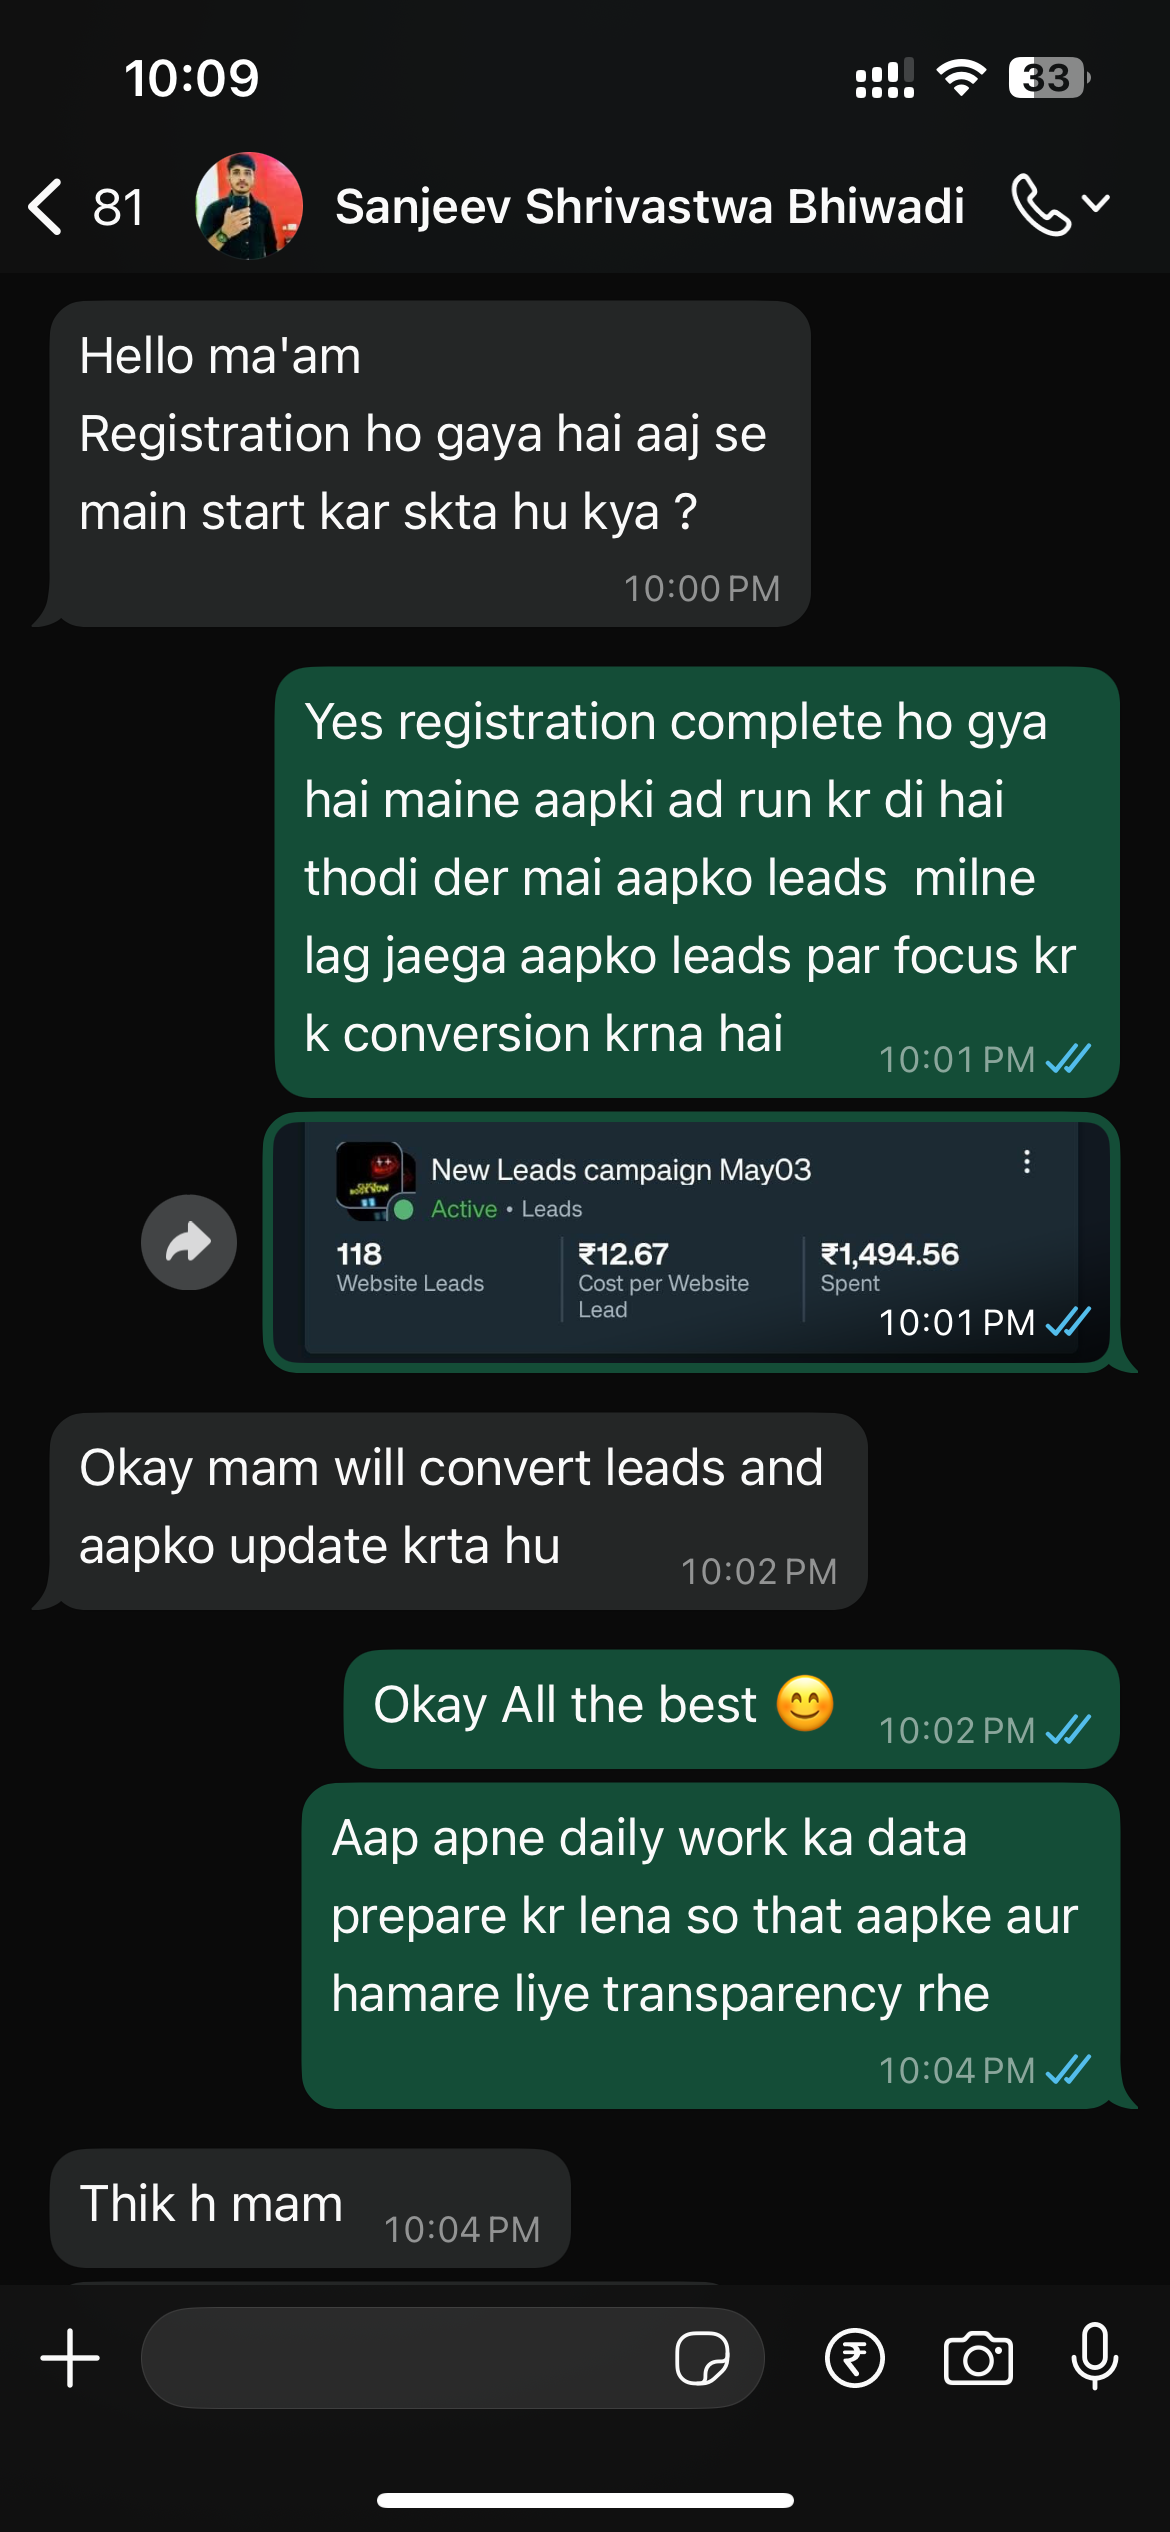 10:09
33
81
Sanjeev Shrivastwa Bhiwadi
Hello ma'am
Registration ho gaya hai aaj se
main start kar skta hu kya ?
10:00 PM
Yes registration complete ho gya
hai maine aapki ad run kr di hai
thodi der mai aapko leads  milne
lag jaega aapko leads par focus kr
k conversion krna hai
10:01 PM
New Leads campaign May03
Active • Leads
118
Website Leads
₹12.67
Cost per Website
Lead
₹1,494.56
Spent
10:01 PM
Okay mam will convert leads and
aapko update krta hu
10:02 PM
Okay All the best 😊
10:02 PM
Aap apne daily work ka data
prepare kr lena so that aapke aur
hamare liye transparency rhe
10:04 PM
Thik h mam
10:04 PM